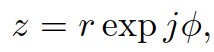 z = r exp jϕ,